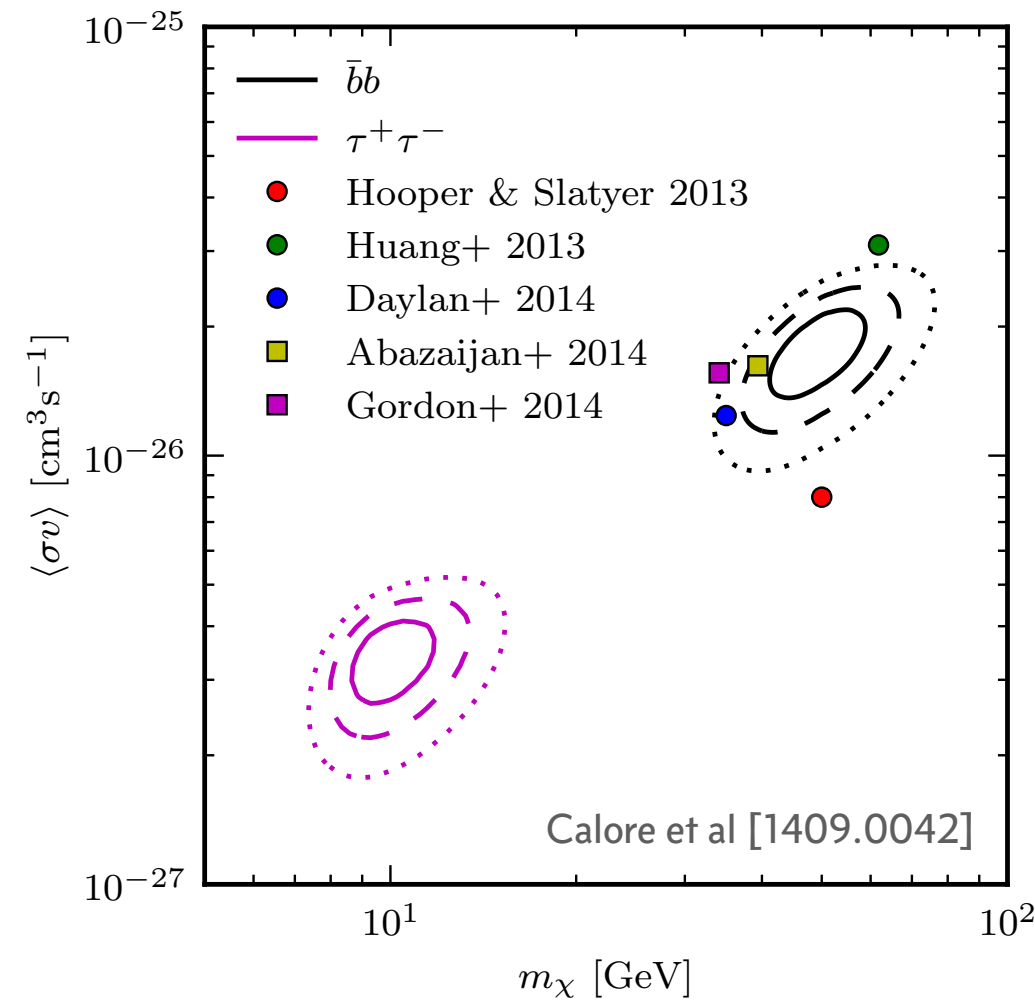 10⁻²⁵
b̄b
τ⁺τ⁻
Hooper & Slatyer 2013
Huang+ 2013
Daylan+ 2014
Abazaijan+ 2014
Gordon+ 2014
⟨σv⟩ [cm³s⁻¹]
10⁻²⁶
Calore et al [1409.0042]
10⁻²⁷
10¹
10²
m_χ [GeV]